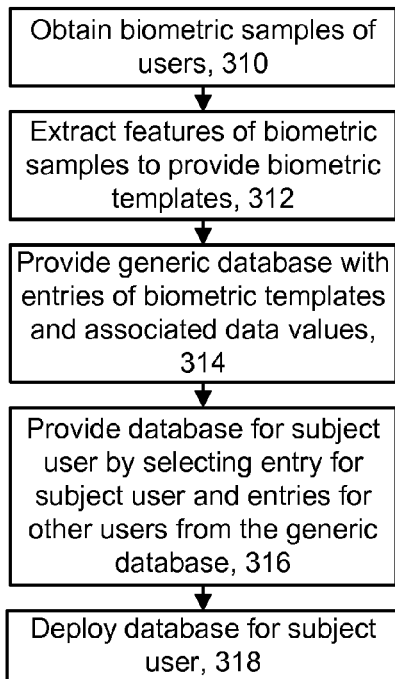 Obtain biometric samples of
users, 310
Extract features of biometric
samples to provide biometric
templates, 312
Provide generic database with
entries of biometric templates
and associated data values,
314
Provide database for subject
user by selecting entry for
subject user and entries for
other users from the generic
database, 316
Deploy database for subject
user, 318